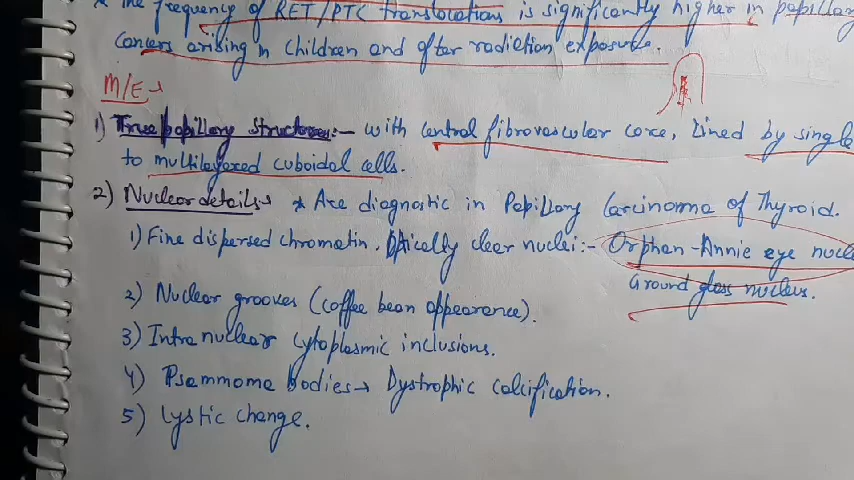 * The frequency of RET/PTC translocations is significantly higher in papillary
Cancers arising in children and after radiation exposure.
M/E→
1) True papillary structures:- with central fibrovascular core, Lined by single
to multilayered cuboidal cells.
2) Nuclear details→ * Are diagnostic in Papillary Carcinoma of Thyroid.
1) Fine dispersed chromatin, Optically clear nuclei:- Orphan-Annie eye nuclei
Ground glass nucleus.
2) Nuclear grooves (coffee bean appearance).
3) Intra nuclear cytoplasmic inclusions.
4) Psammoma bodies→ Dystrophic calcification.
5) Cystic change.